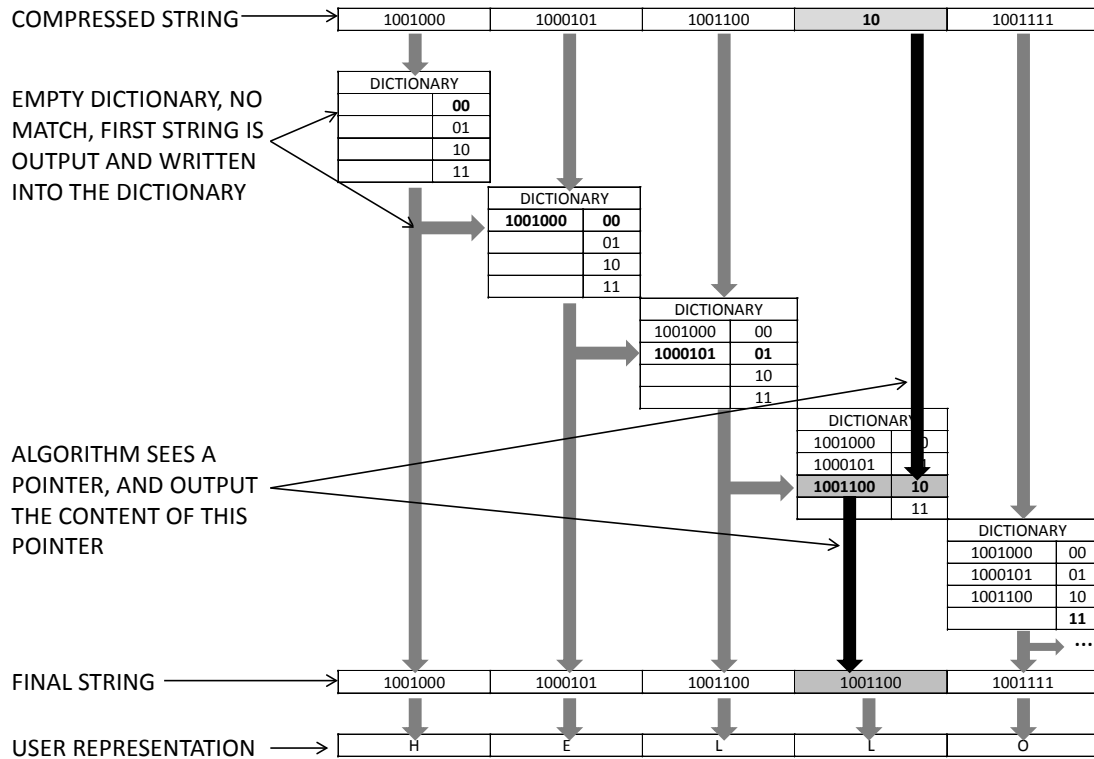 COMPRESSED STRING
1001000 1000101 1001100 10 1001111
EMPTY DICTIONARY, NO
MATCH, FIRST STRING IS
OUTPUT AND WRITTEN
INTO THE DICTIONARY
DICTIONARY
00
01
10
11
DICTIONARY
1001000 00
01
10
11
DICTIONARY
1001000 00
1000101 01
10
11
ALGORITHM SEES A
POINTER, AND OUTPUT
THE CONTENT OF THIS
POINTER
DICTIONARY
1001000
1000101
1001100 10
11
DICTIONARY
1001000 00
1000101 01
1001100 10
11
...
FINAL STRING
1001000 1000101 1001100 1001100 1001111
USER REPRESENTATION
H E L L O